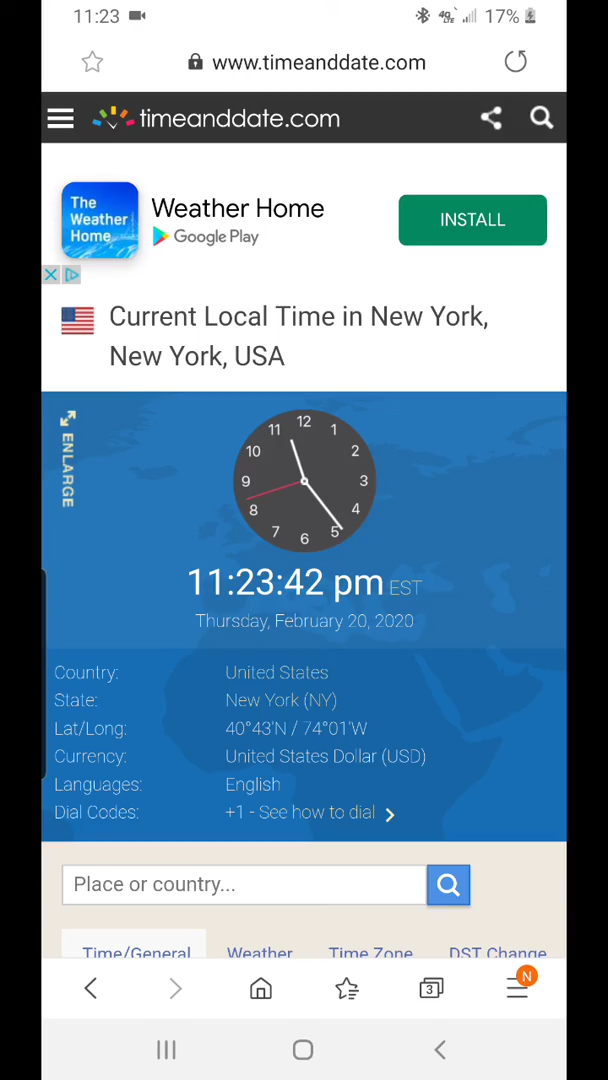 11:23 4G LTE 17%
www.timeanddate.com
timeanddate.com
The Weather Home
Weather Home
Google Play
INSTALL
Current Local Time in New York,
New York, USA
ENLARGE
12
11 1
10 2
9 3
8 4
7 5
6
11:23:42 pm EST
Thursday, February 20, 2020
Country: United States
State: New York (NY)
Lat/Long: 40°43'N / 74°01'W
Currency: United States Dollar (USD)
Languages: English
Dial Codes: +1 - See how to dial
Place or country...
Time/General Weather Time Zone DST Change
3 N